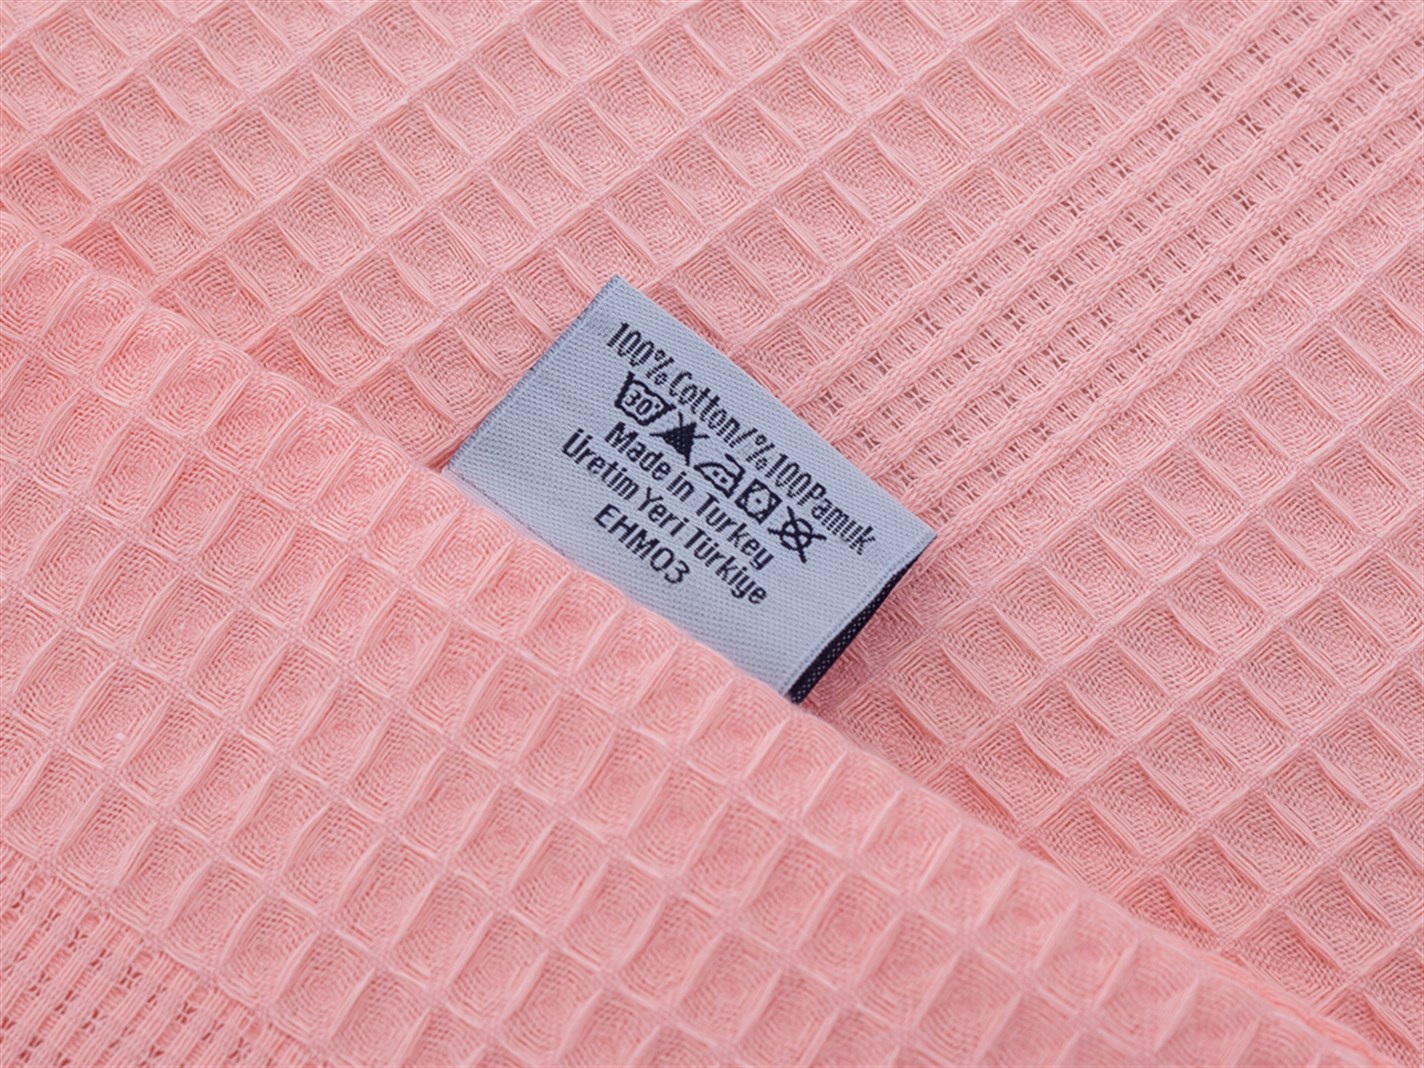 100% Cotton/%100Pamuk
30°
Made in Turkey
Üretim Yeri Türkiye
EHM03